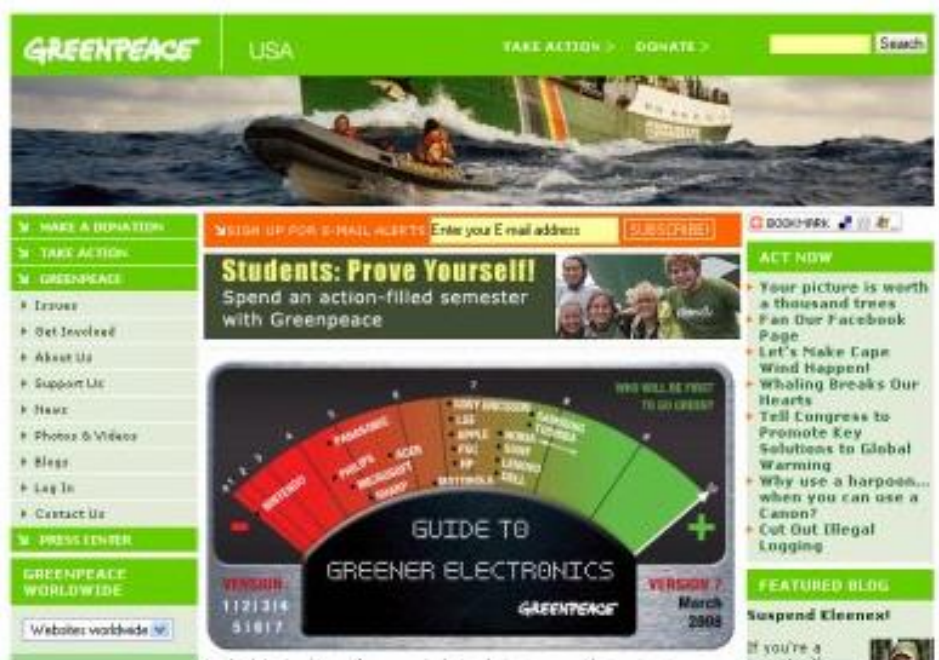 GREENPEACE USA
TAKE ACTION > DONATE >
Search
MAKE A DONATION
TAKE ACTION
GREENPEACE
Issues
Get Involved
About Us
Support Us
News
Photos & Videos
Blogs
Log In
Contact Us
PRESS CENTER
GREENPEACE
WORLDWIDE
Websites worldwide
SIGN UP FOR E-MAIL ALERTS Enter your E-mail address SUBSCRIBE!
Students: Prove Yourself!
Spend an action-filled semester
with Greenpeace
WHO WILL BE FIRST
TO GO GREEN?
NINTENDO
PANASONIC
PHILIPS
MICROSOFT
SHARP
ACER
SONY ERICSSON
LGE
APPLE
FSC
HP
MOTOROLA
NOKIA
SONY
LENOVO
DELL
SAMSUNG
TOSHIBA
GUIDE TO
GREENER ELECTRONICS
GREENPEACE
VERSION
1|2|3|4
5|6|7
VERSION 7
March
2008
BOOKMARK
ACT NOW
Your picture is worth
a thousand trees
Fan Our Facebook
Page
Let's Make Cape
Wind Happen!
Whaling Breaks Our
Hearts
Tell Congress to
Promote Key
Solutions to Global
Warming
Why use a harpoon...
when you can use a
Canon?
Cut Out Illegal
Logging
FEATURED BLOG
Suspend Kleenex!
If you're a